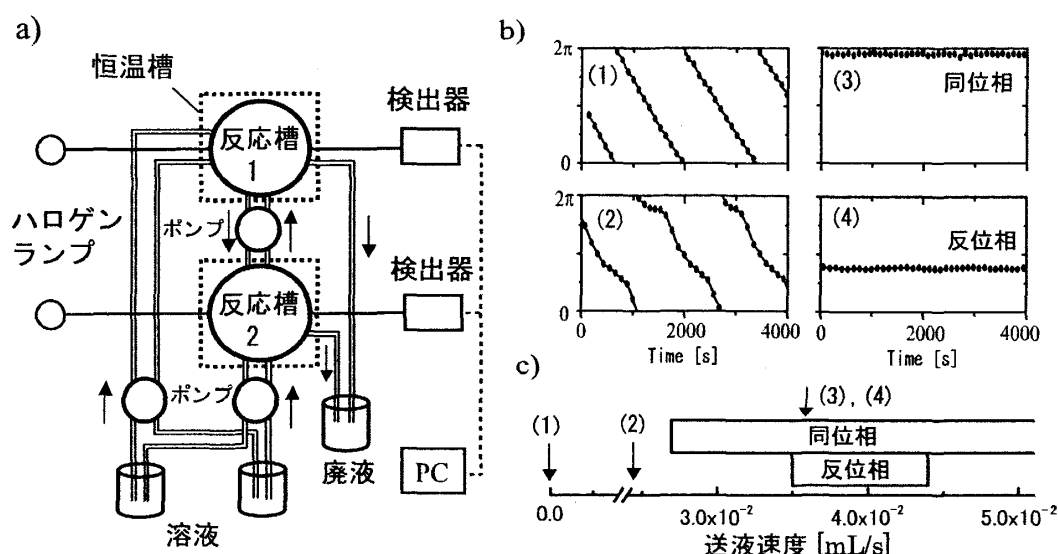 a)
恒温槽
検出器
反応槽
1
ハロゲン
ランプ
ポンプ
検出器
反応槽
2
ポンプ
廃液
PC
溶液
b)
2π
(1)
(3)
同位相
0
2π
(2)
(4)
反位相
0
0 2000 4000
0 2000 4000
Time [s]
Time [s]
c)
(3), (4)
(1)
(2)
同位相
反位相
0.0 3.0x10⁻² 4.0x10⁻² 5.0x10⁻²
送液速度 [mL/s]